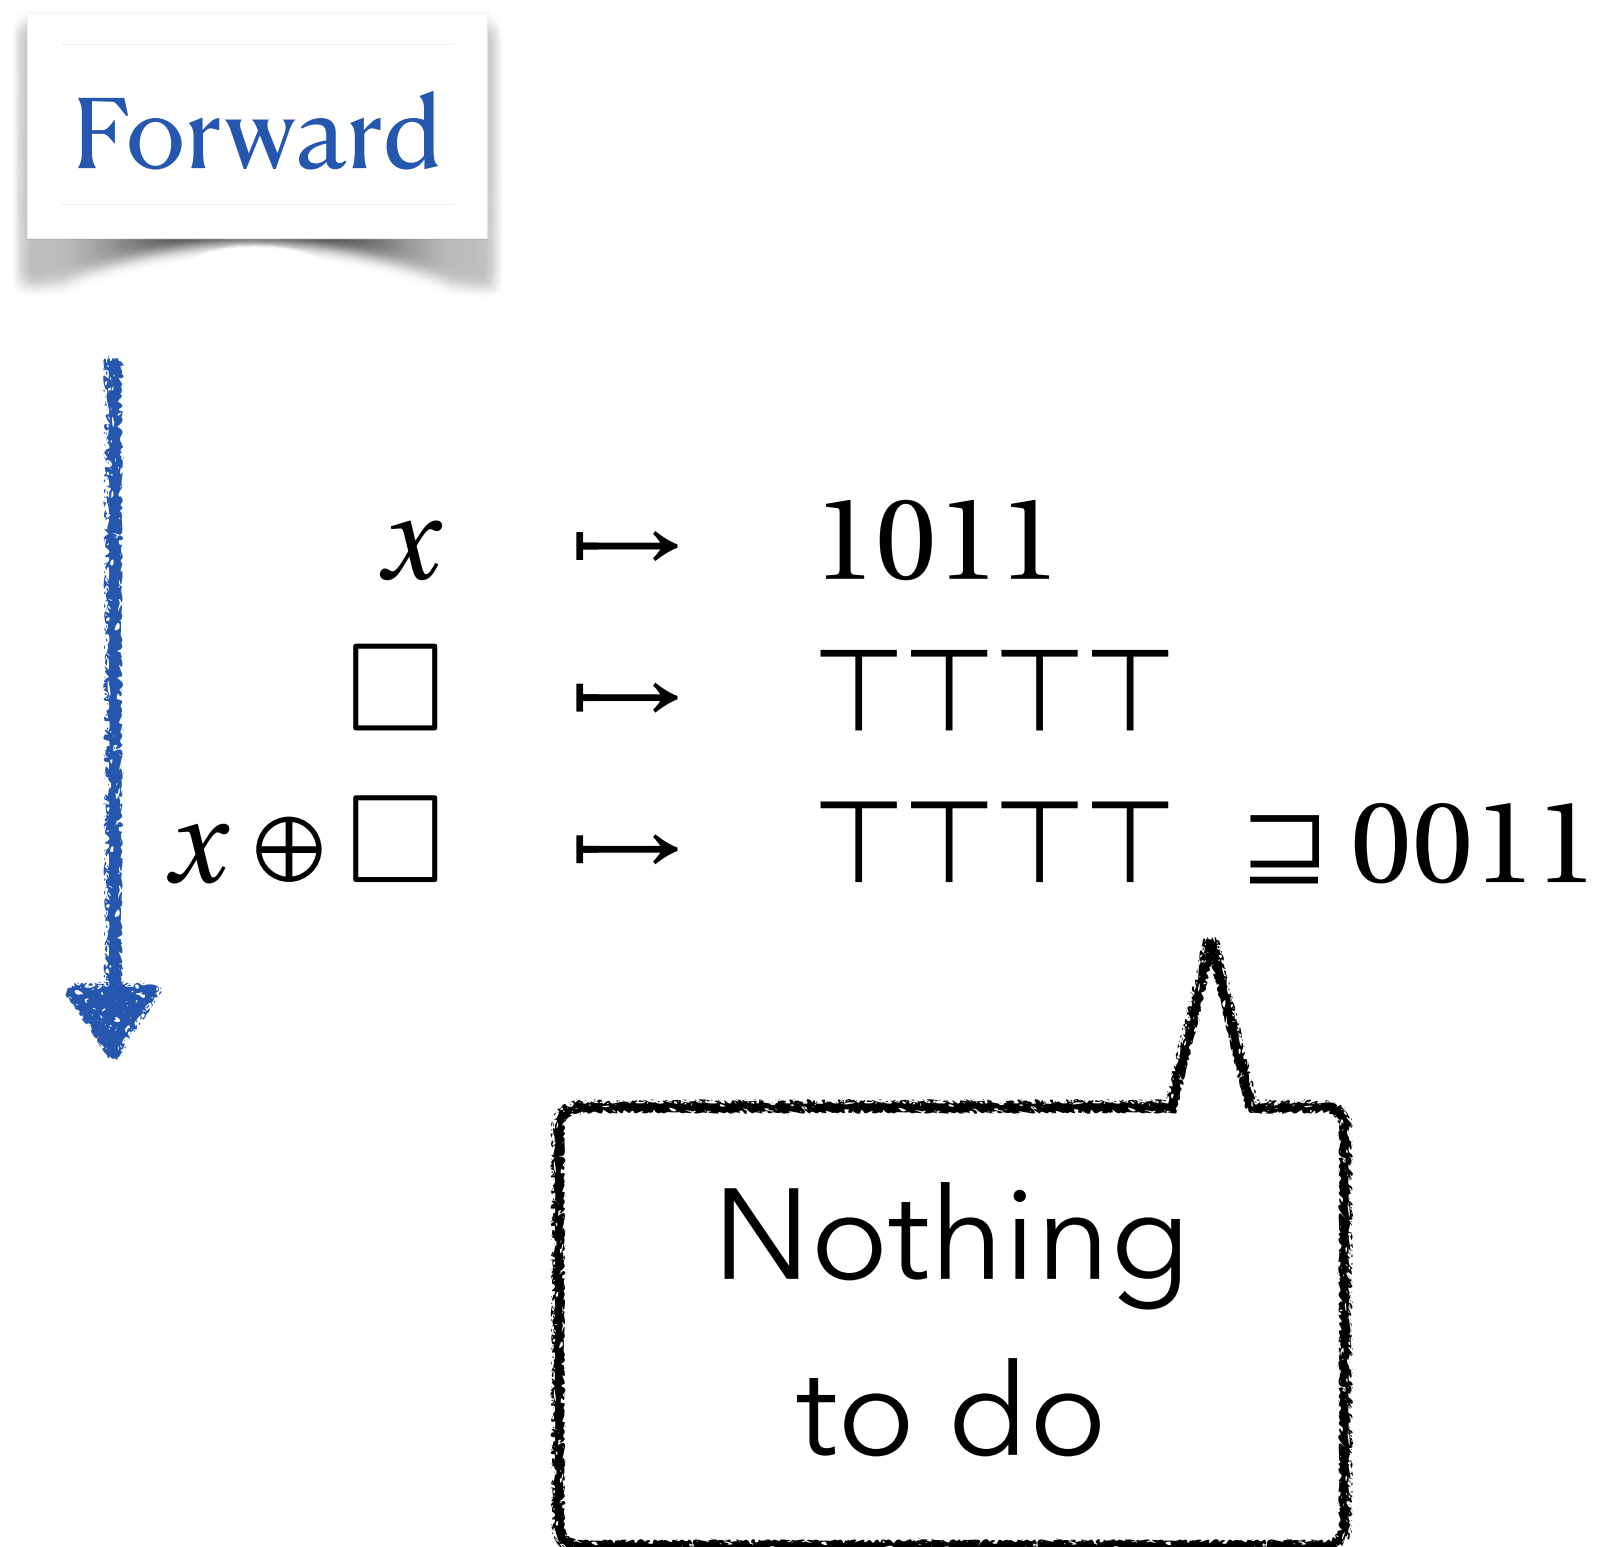 Forward
x ↦ 1011
□ ↦ ⊤⊤⊤⊤
x ⊕ □ ↦ ⊤⊤⊤⊤ ⊒ 0011
Nothing
to do